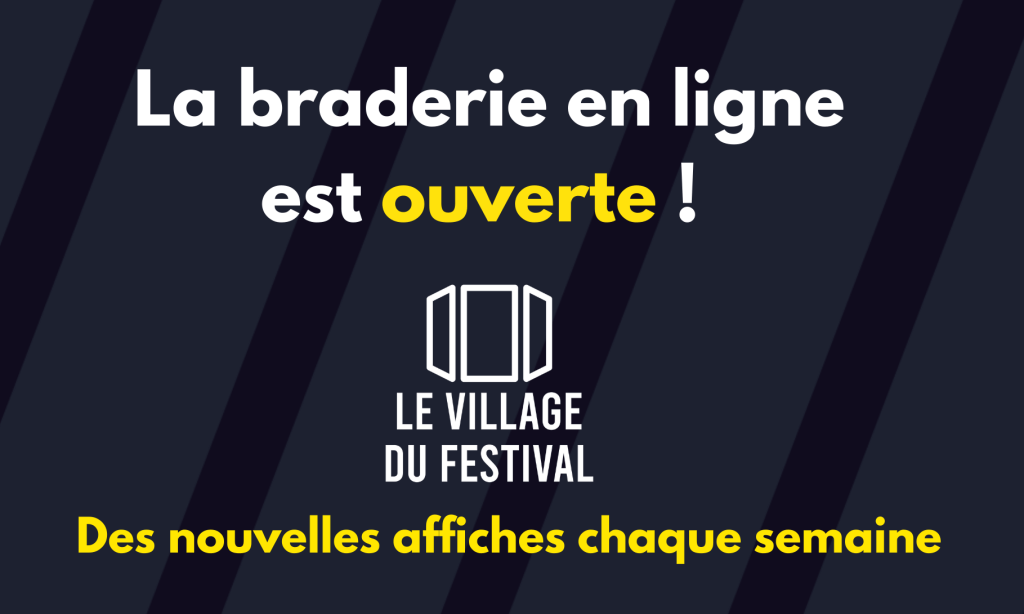 La braderie en ligne
est ouverte !
LE VILLAGE
DU FESTIVAL
Des nouvelles affiches chaque semaine